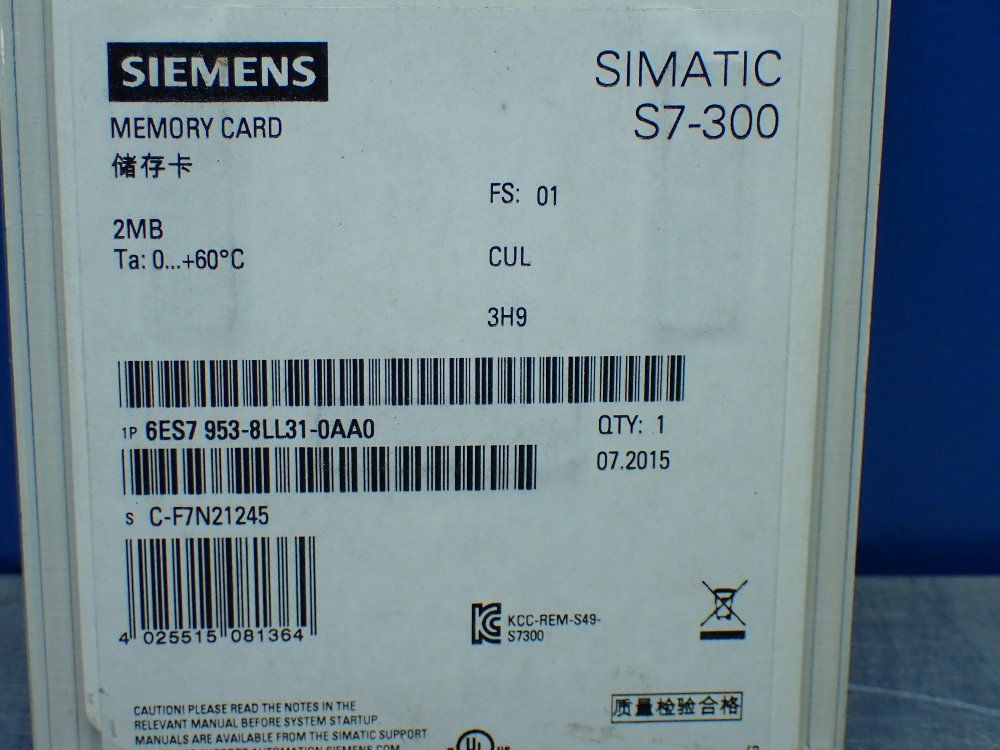 SIEMENS
SIMATIC
S7-300
MEMORY CARD
储存卡
FS: 01
2MB
Ta: 0...+60°C
CUL
3H9
1P 6ES7 953-8LL31-0AA0
QTY: 1
07.2015
S C-F7N21245
4 025515 081364
KCC-REM-S49-
S7300
质量检验合格
CAUTION! PLEASE READ THE NOTES IN THE
RELEVANT MANUAL BEFORE SYSTEM STARTUP.
MANUALS ARE AVAILABLE FROM THE SIMATIC SUPPORT
UL